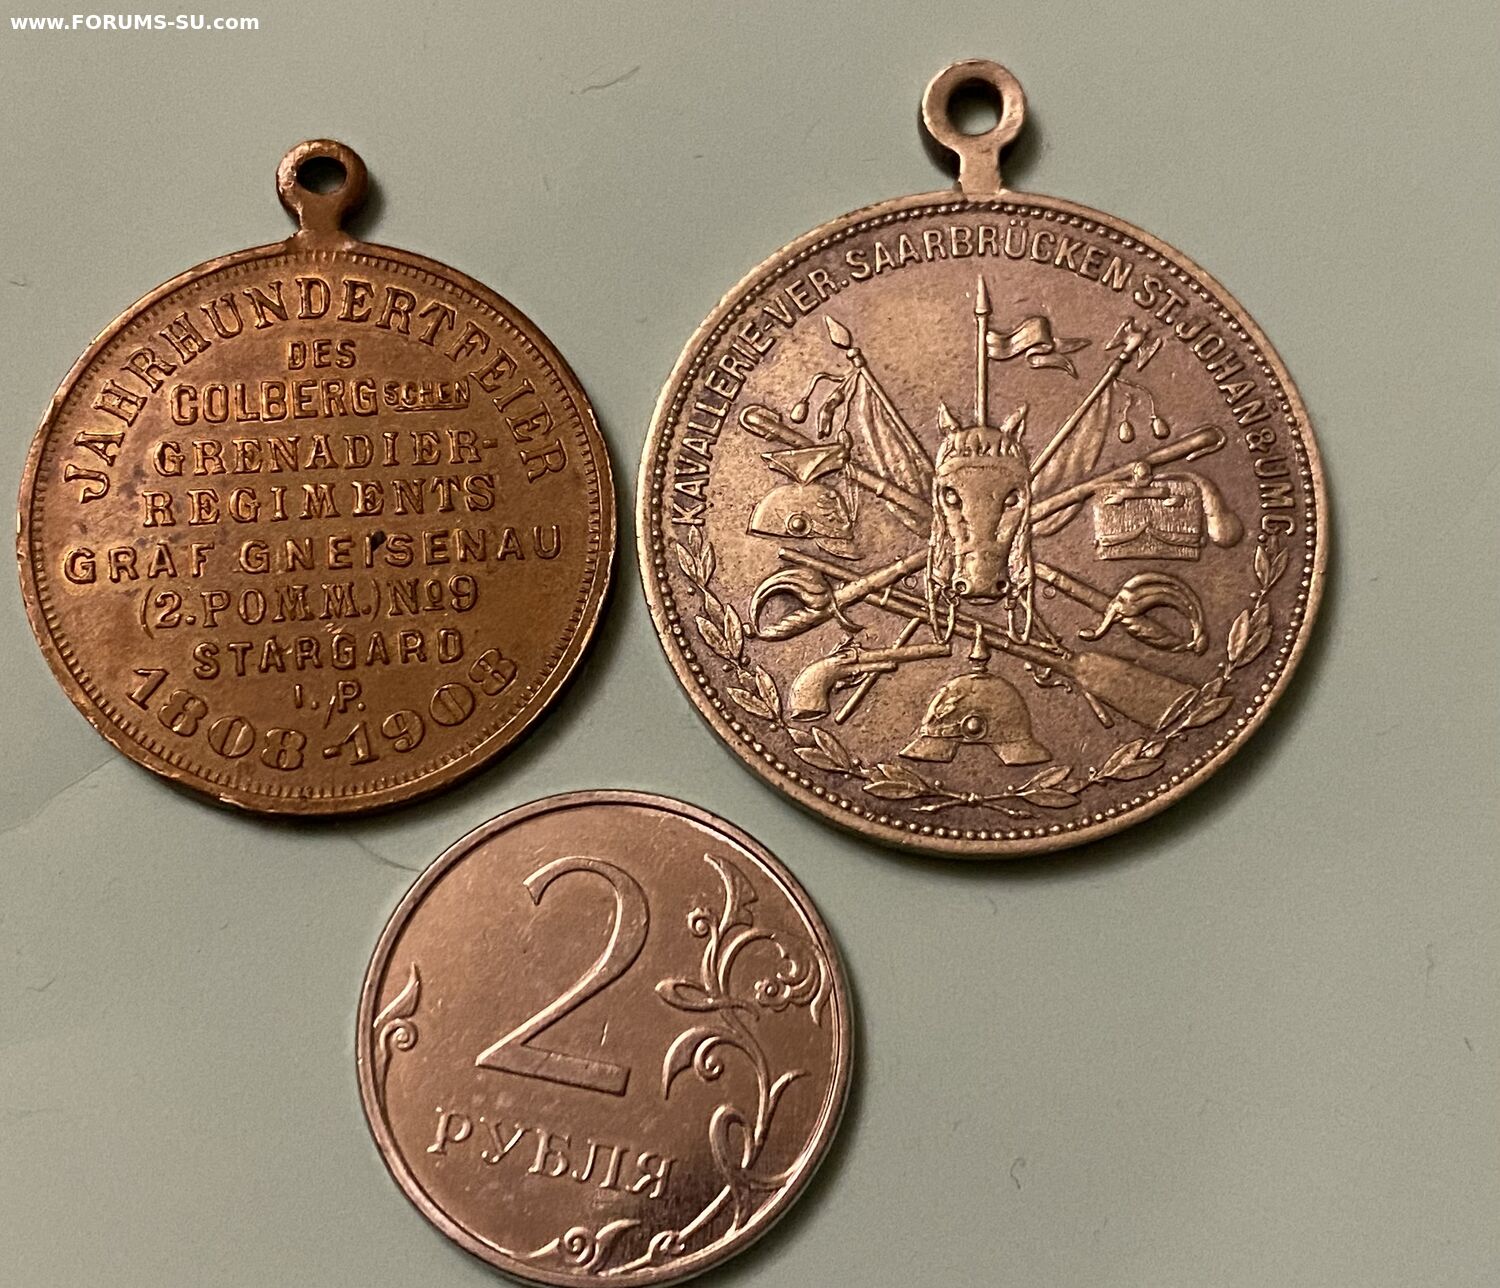 www.FORUMS-SU.com
JAHRHUNDERTFEIER
DES
COLBERGSCHEN
GRENADIER-
REGIMENTS
GRAF GNEISENAU
(2.POMM.) No9
STARGARD
I./P.
1808-1908
KAVALLERIE-VER. SAARBRÜCKEN ST. JOHAN & UMG.
2
РУБЛЯ